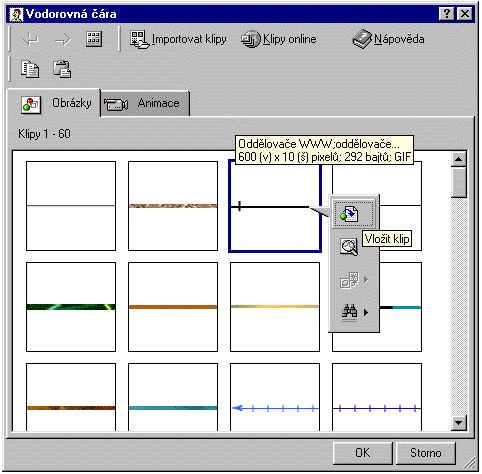 Vodorovná čára
Importovat klipy
Klipy online
Nápověda
Obrázky
Animace
Klipy 1 - 60
Oddělovače WWW;oddělovače...
600 (v) x 10 (š) pixelů; 292 bajtů; GIF
Vložit klip
OK
Storno